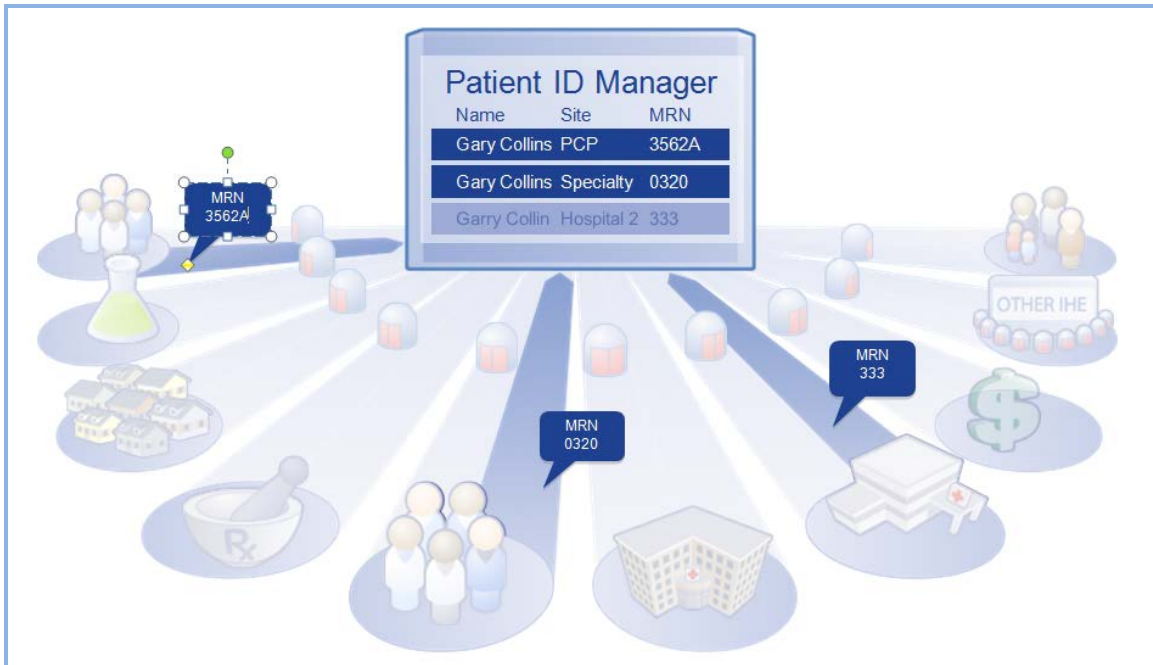 Patient ID Manager
Name Site MRN
Gary Collins PCP 3562A
Gary Collins Specialty 0320
Garry Collin Hospital 2 333
MRN
3562A
OTHER IHE
MRN
333
MRN
0320
Rx